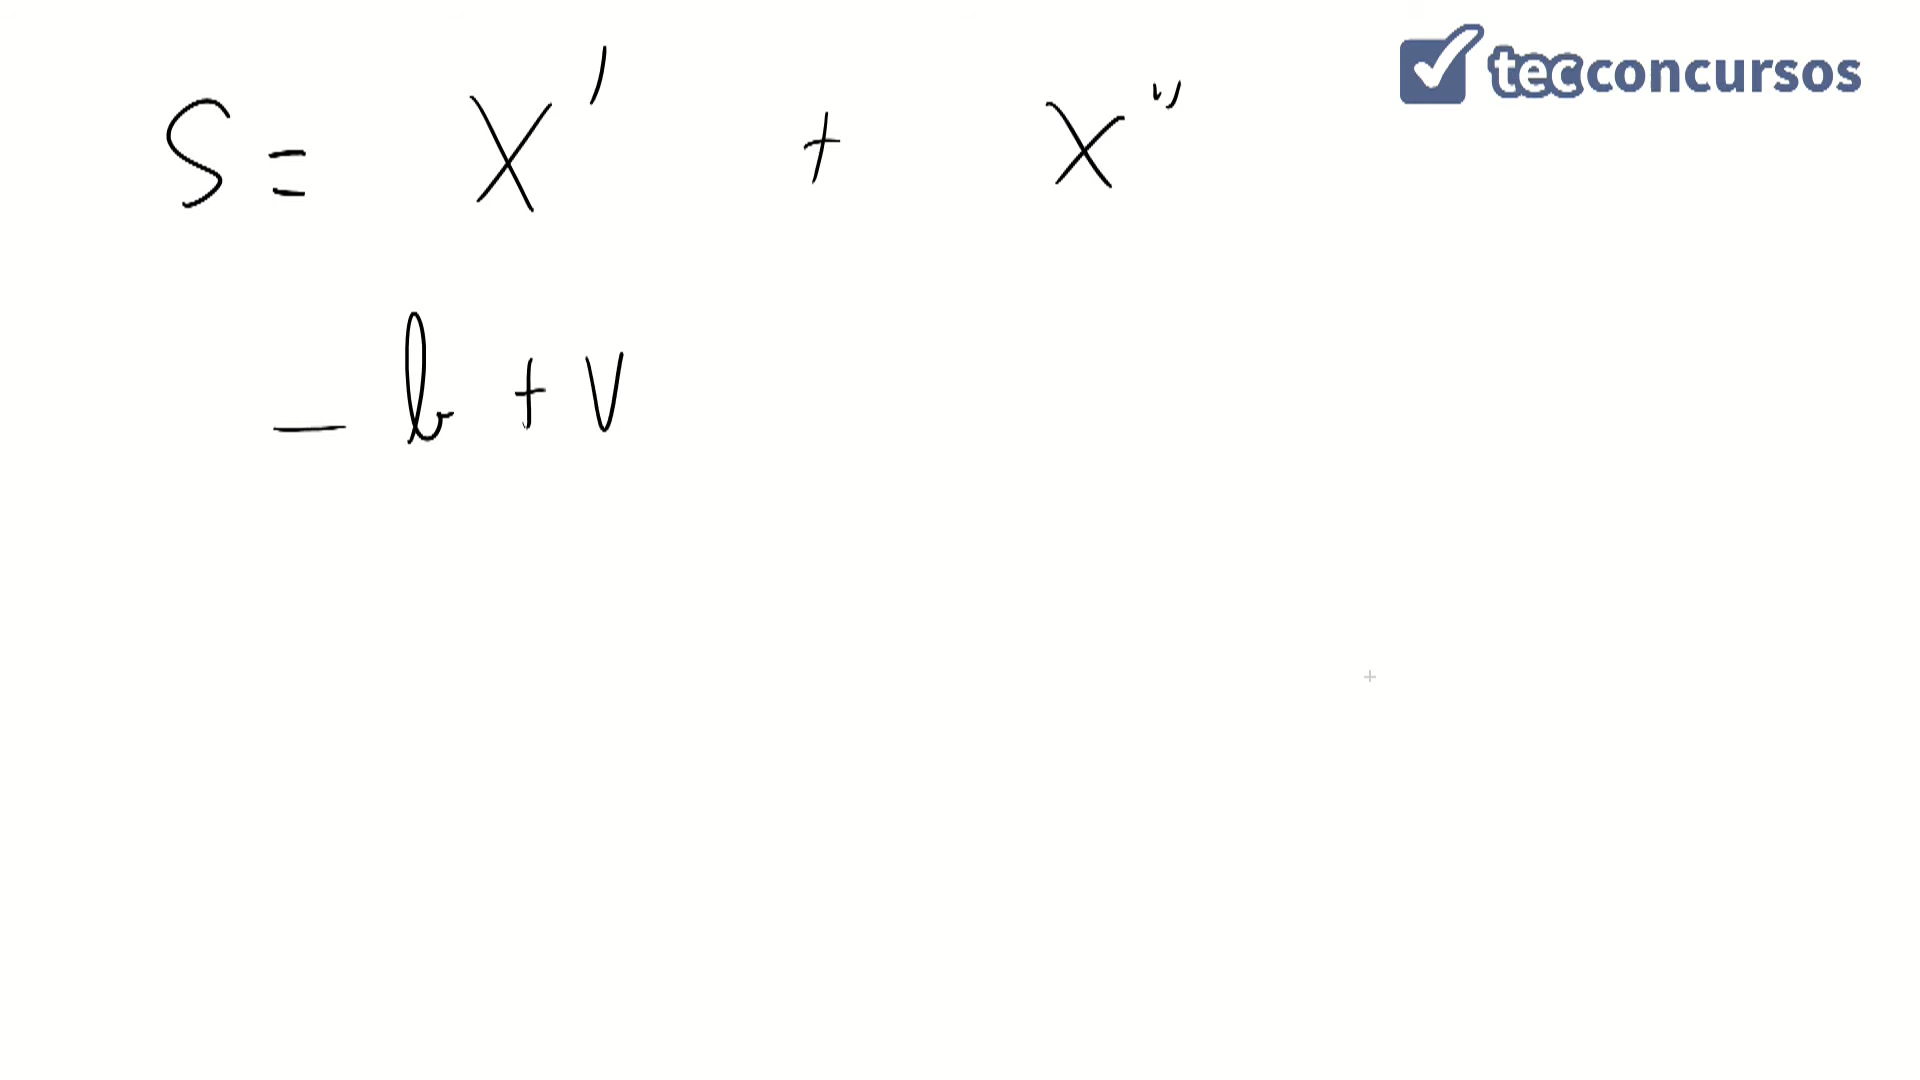 tecconcursos
S = X' + X"
- b + V